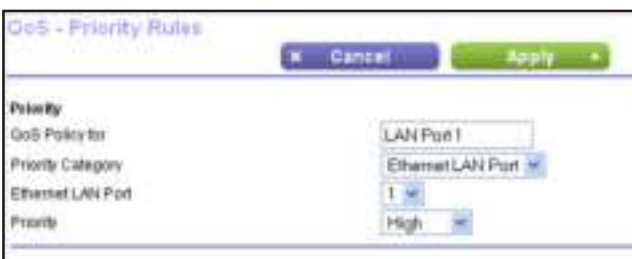 QoS - Priority Rules
× Cancel Apply ▸
Priority
QoS Policy for LAN Port 1
Priority Category Ethernet LAN Port
Ethernet LAN Port 1
Priority High